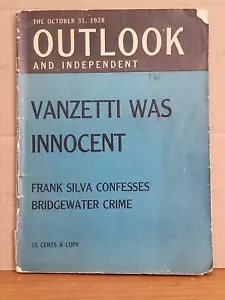 THE OCTOBER 31, 1928
OUTLOOK
AND INDEPENDENT
VANZETTI WAS
INNOCENT
FRANK SILVA CONFESSES
BRIDGEWATER CRIME
15 CENTS A COPY